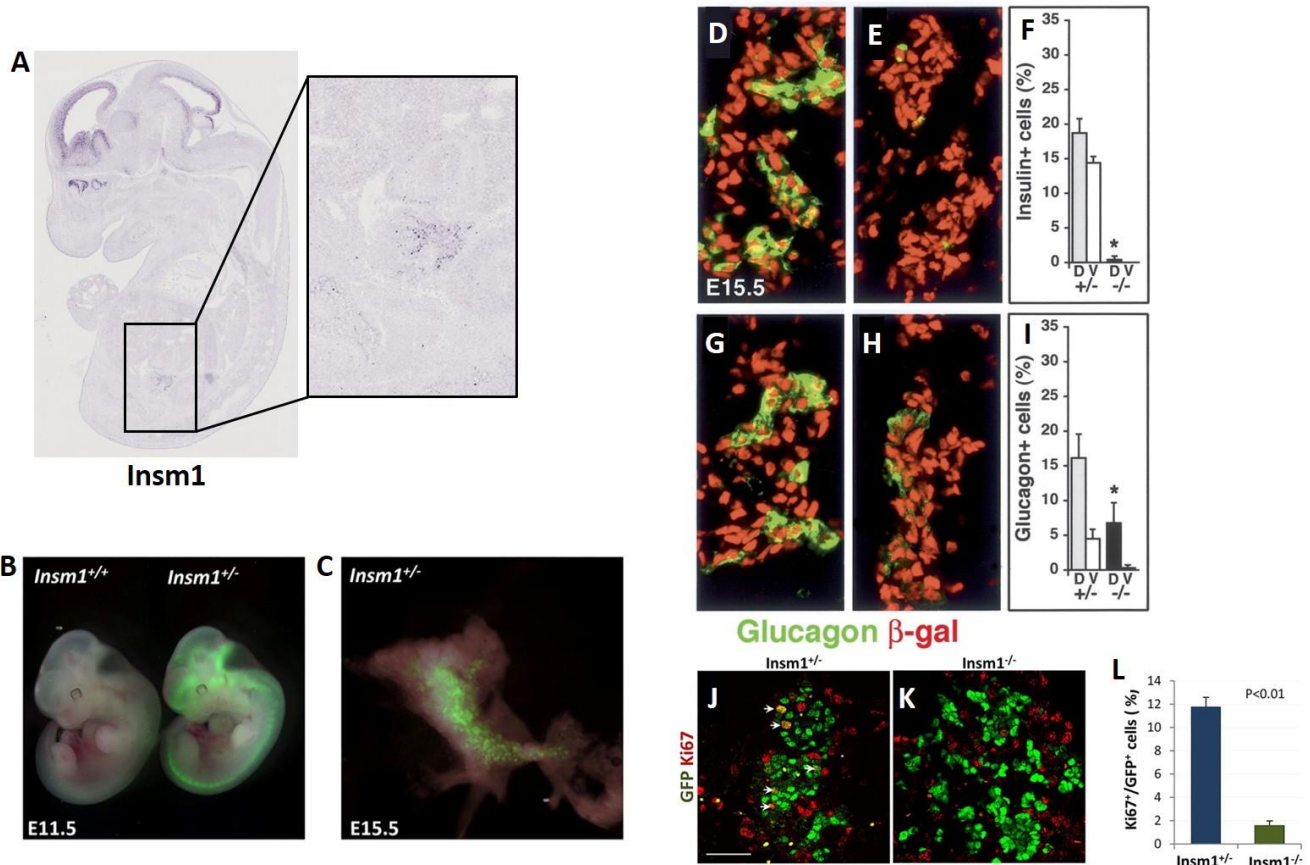 A
Insm1
B
Insm1+/+
Insm1+/-
E11.5
C
Insm1+/-
E15.5
D
E15.5
E
F
Insulin+ cells (%)
35
30
25
20
15
10
5
0
D V D V
+/- -/-
*
G
H
I
Glucagon+ cells (%)
35
30
25
20
15
10
5
0
D V D V
+/- -/-
*
Glucagon β-gal
Insm1+/-
Insm1-/-
J
K
GFP Ki67
L
Ki67+/GFP+ cells (%)
14
12
10
8
6
4
2
0
P<0.01
Insm1+/- Insm1-/-